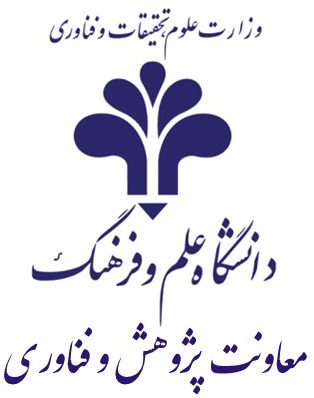 وزارت علوم، تحقیقات و فناوری
دانشگاه علم و فرهنگ
معاونت پژوهش و فناوری